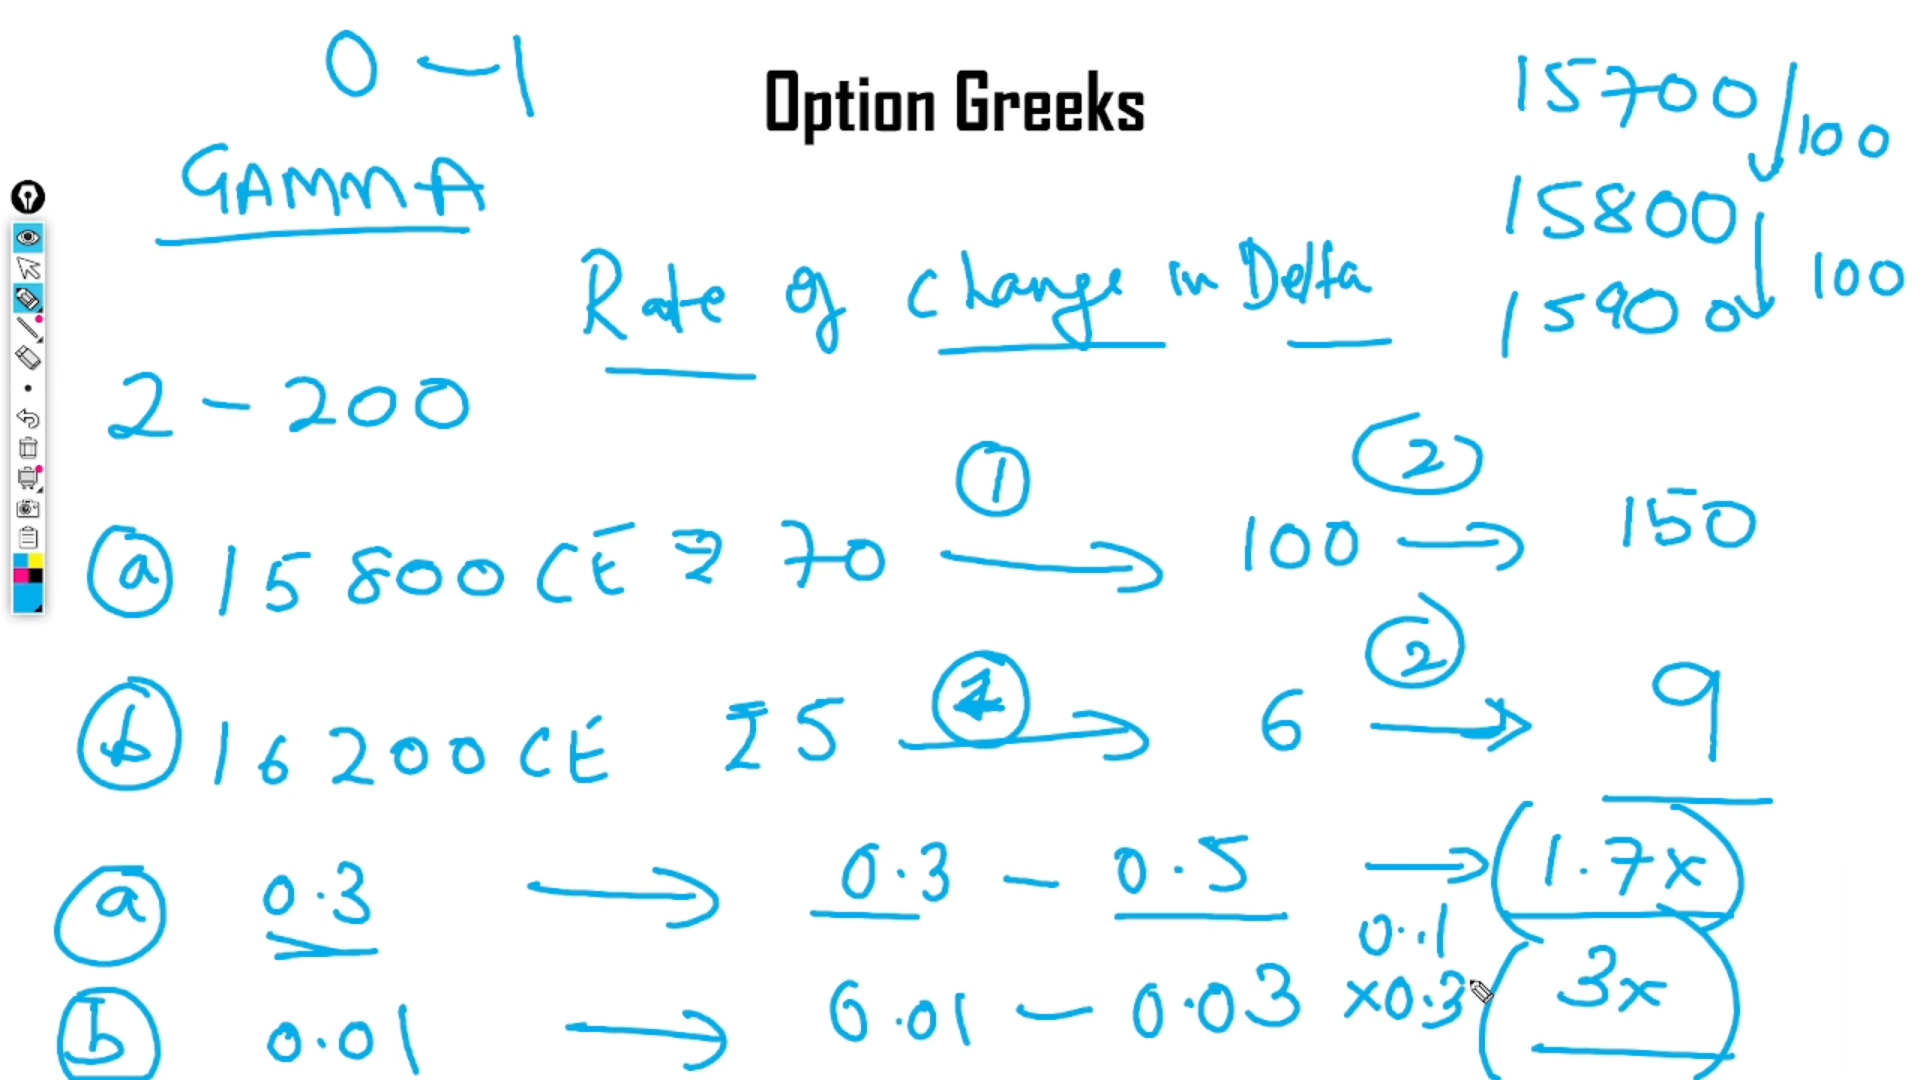 0 - 1
Option Greeks
15700
100
GAMMA
15800
Rate of change in Delta
100
15900
2 - 200
1 2
a 15800 CE ₹ 70 → 100 → 150
1 2
b 16200 CE ₹ 5 → 6 → 9
a 0.3 → 0.3 - 0.5 → 1.7x
0.1
b 0.01 → 0.01 - 0.03 x0.3 3x